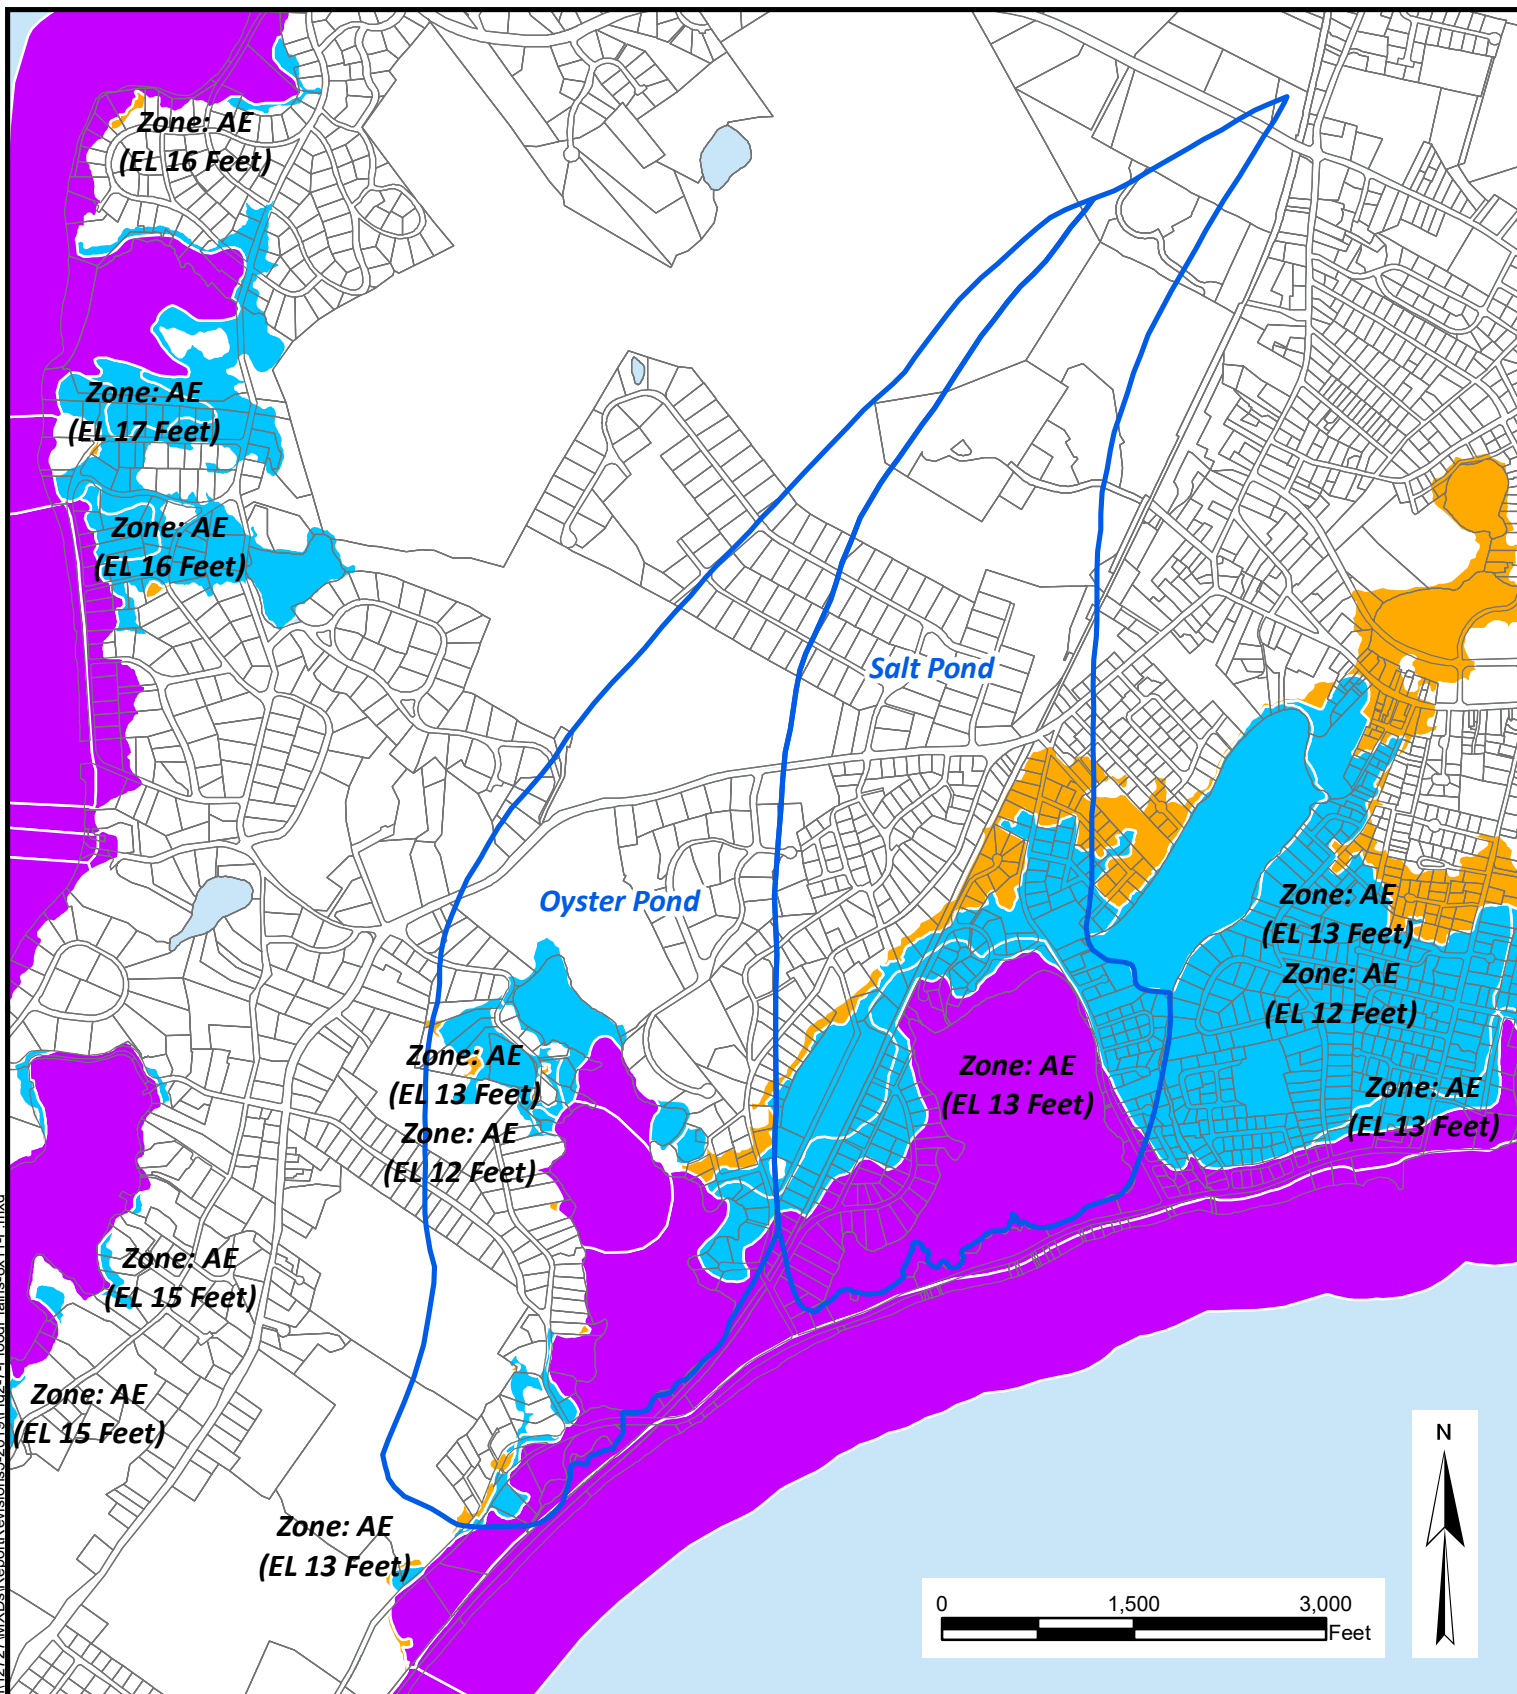 Zone: AE
(EL 16 Feet)
Zone: AE
(EL 17 Feet)
Zone: AE
(EL 16 Feet)
Salt Pond
Oyster Pond
Zone: AE
(EL 13 Feet)
Zone: AE
(EL 12 Feet)
Zone: AE
(EL 13 Feet)
Zone: AE
(EL 12 Feet)
Zone: AE
(EL 13 Feet)
Zone: AE
(EL 13 Feet)
Zone: AE
(EL 15 Feet)
Zone: AE
(EL 15 Feet)
Zone: AE
(EL 13 Feet)
N
0 1,500 3,000
Feet